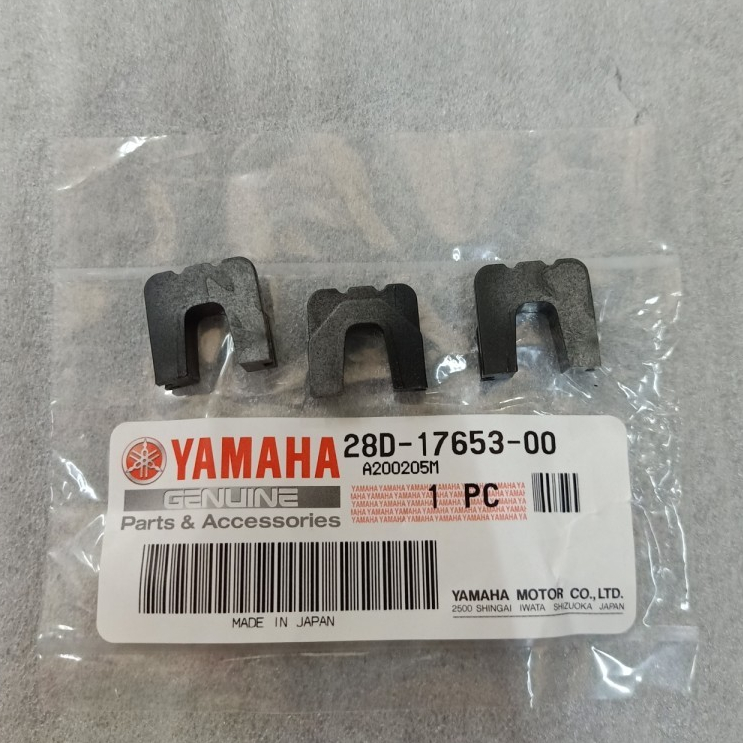 YAMAHA 28D-17653-00
A200205M
GENUINE 1 PC
Parts & Accessories
YAMAHA MOTOR CO.,LTD.
2500 SHINGAI IWATA SHIZUOKA JAPAN
MADE IN JAPAN